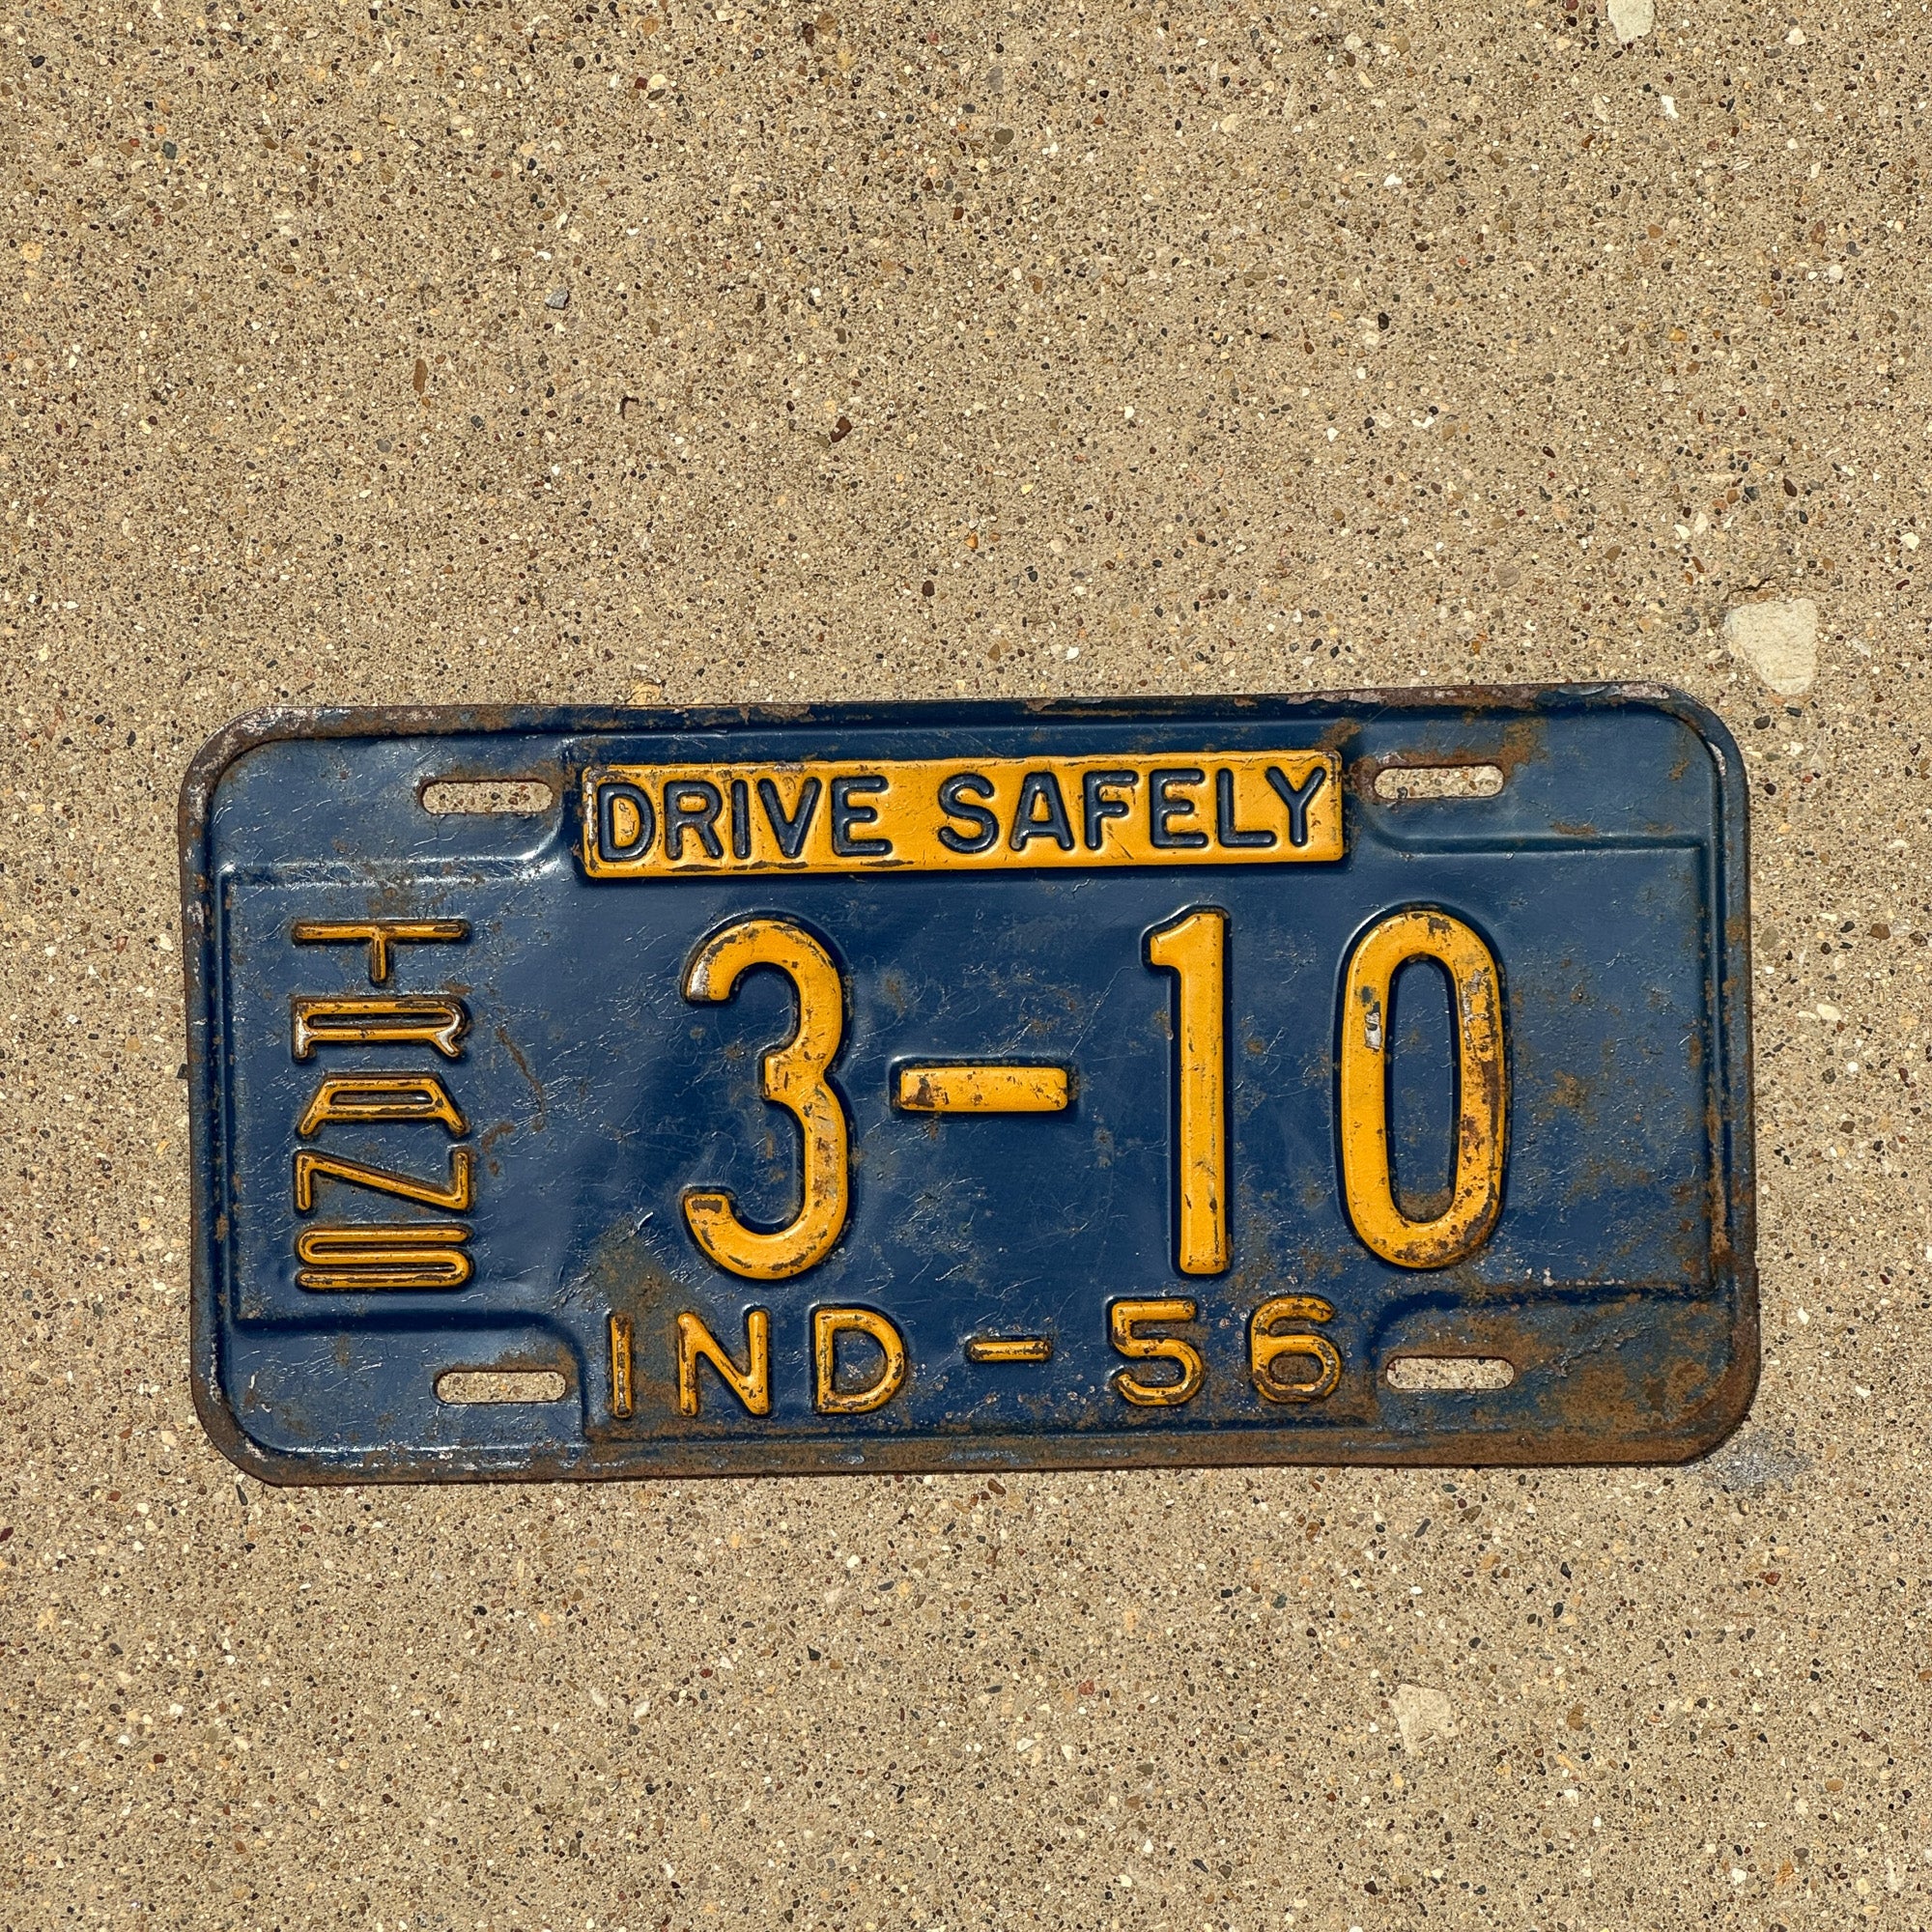 DRIVE SAFELY
TRANS
3-10
IND-56